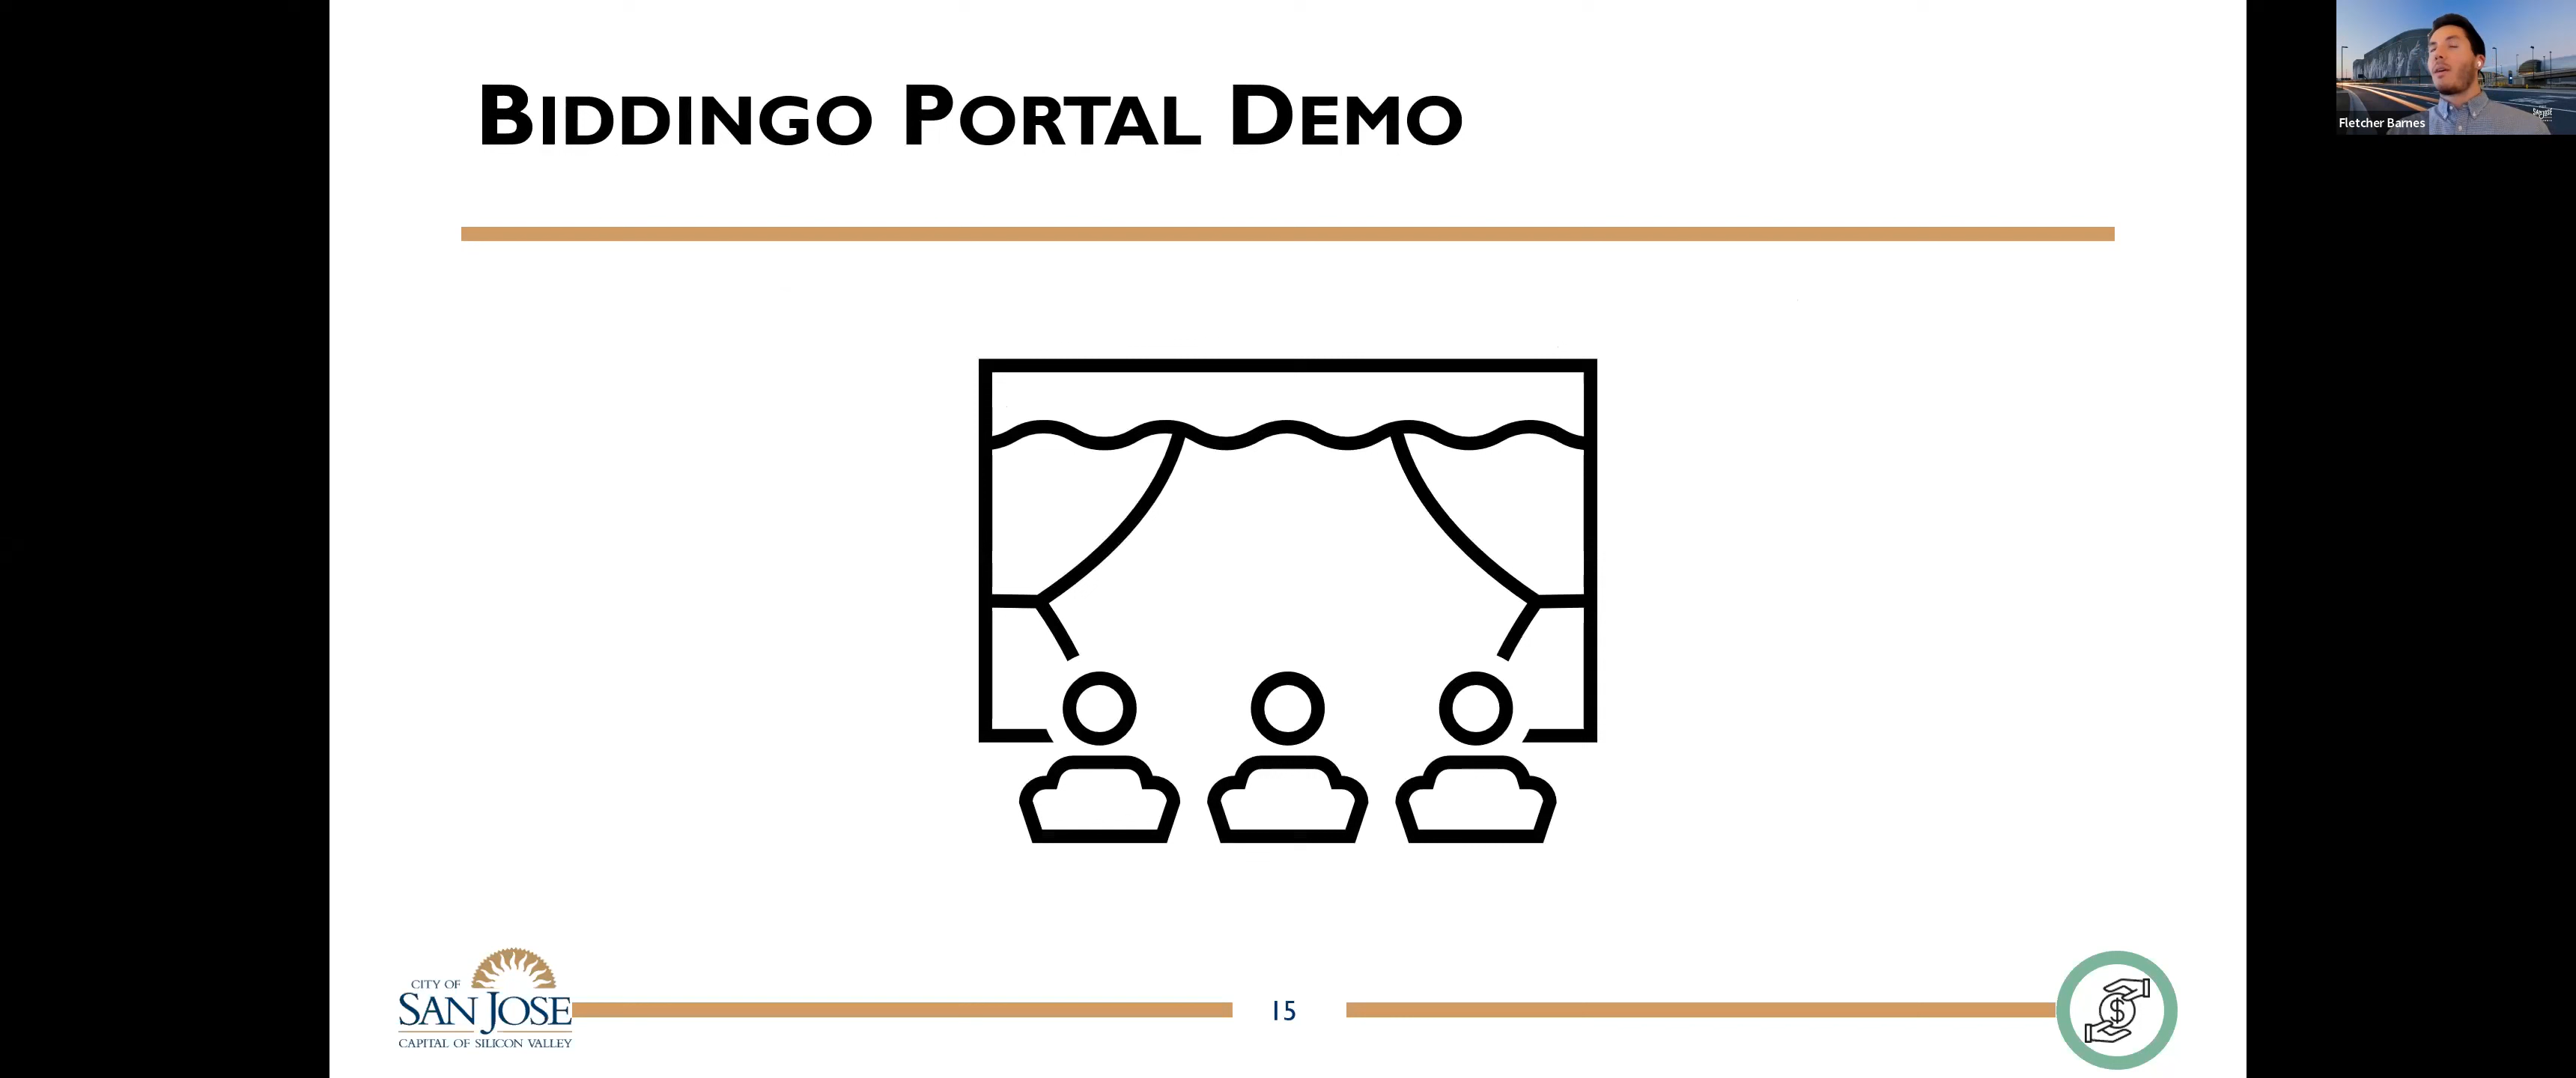 BIDDINGO PORTAL DEMO
Fletcher Barnes
CITY OF
SAN JOSE
CAPITAL OF SILICON VALLEY
15
$